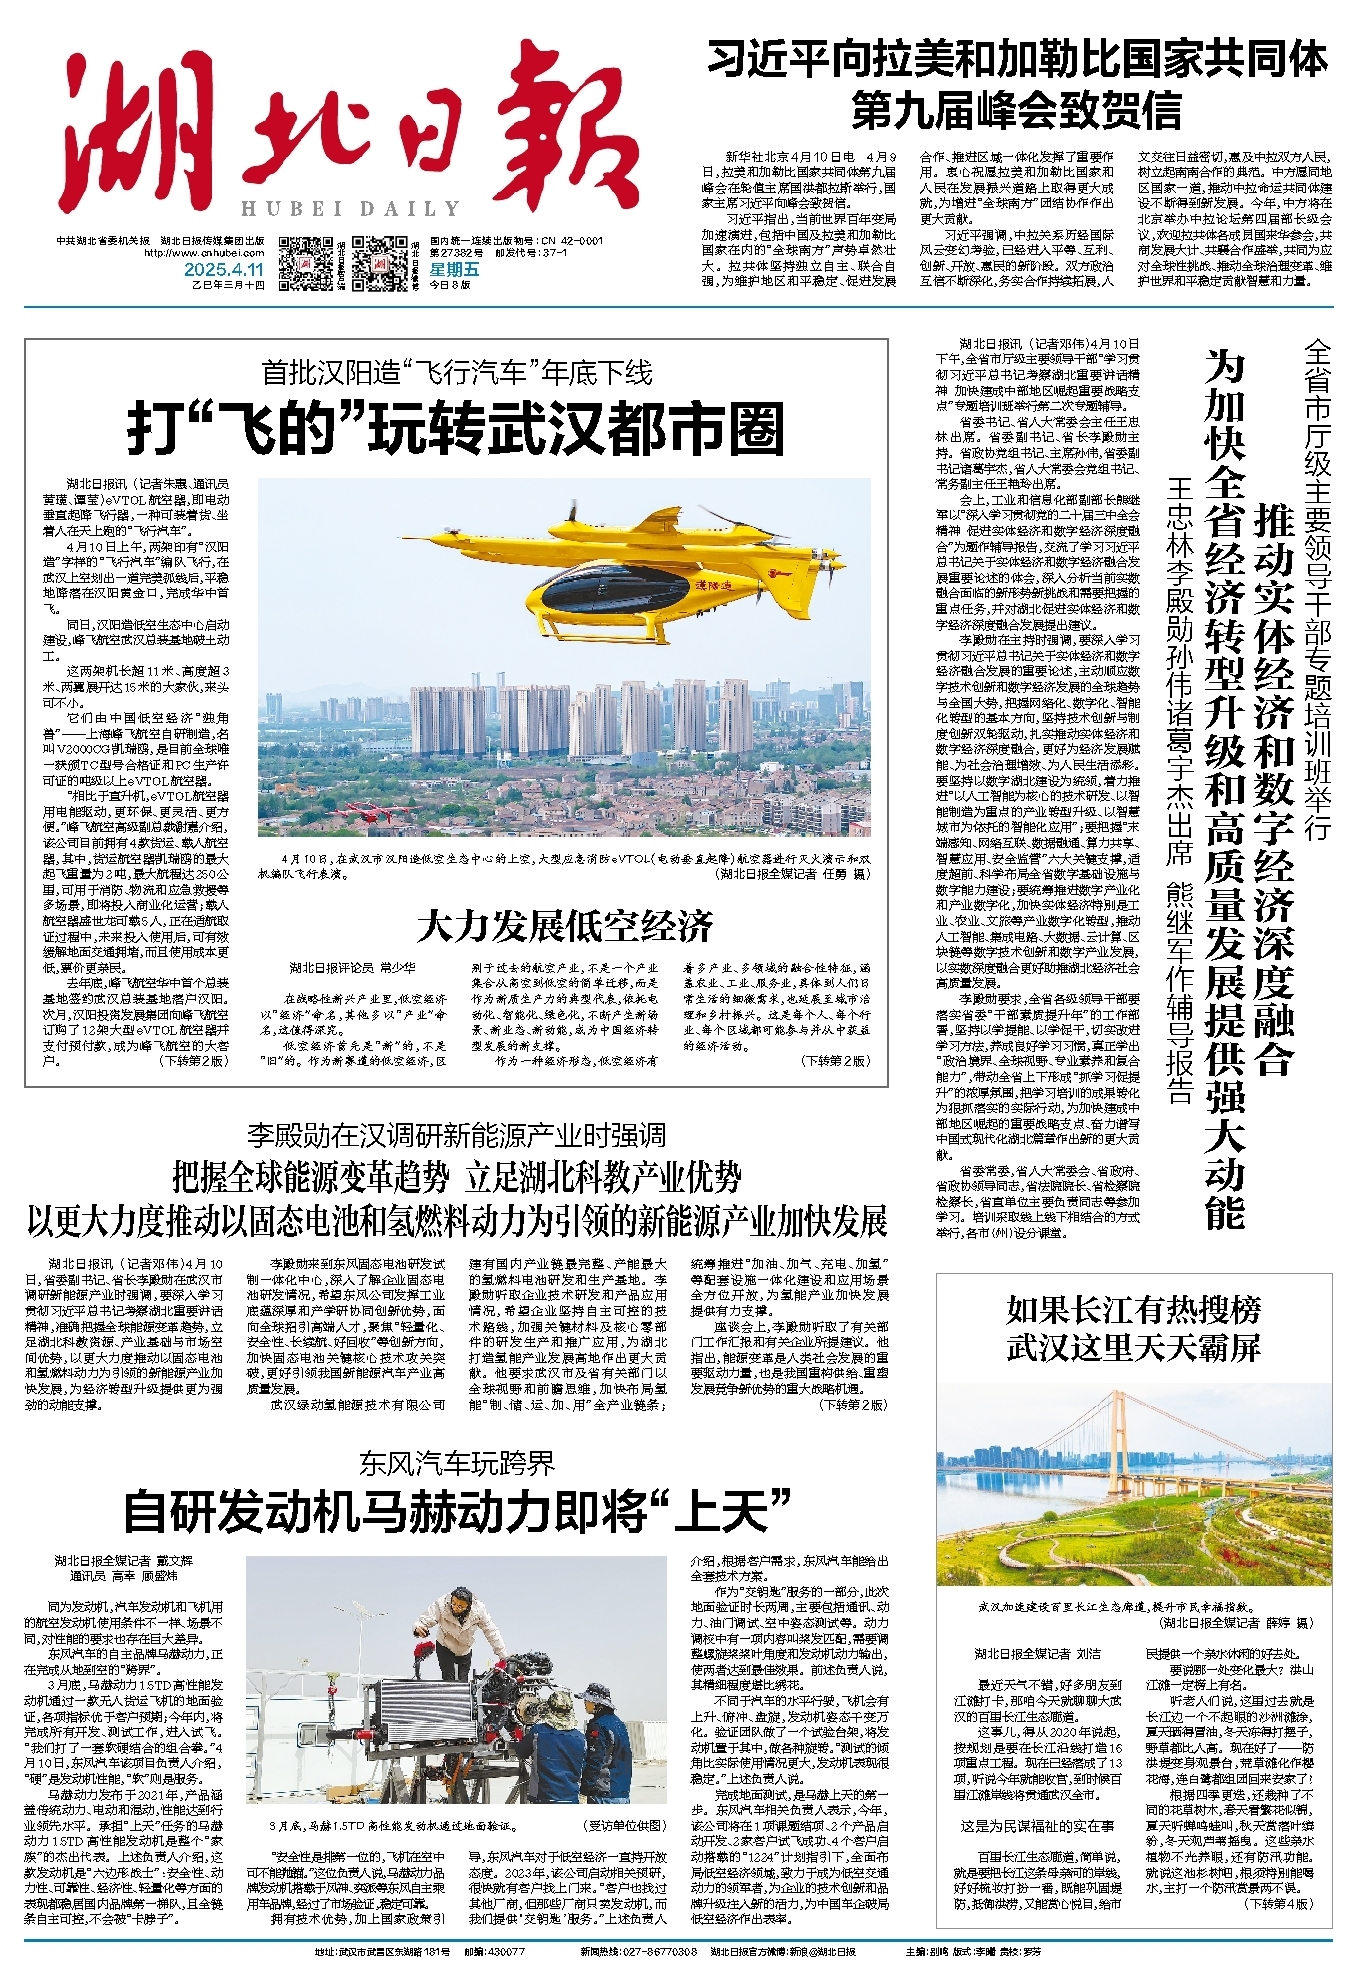 湖北日報
HUBEI DAILY
中共湖北省委机关报 湖北日报传媒集团出版
http://www.cnhubei.com
2025.4.11
乙巳年三月十四
国内统一连续出版物号:CN 42-0001
第27382号 邮发代号:37-1
星期五
今日8版
习近平向拉美和加勒比国家共同体
第九届峰会致贺信
新华社北京4月10日电 4月9
日,拉美和加勒比国家共同体第九届
峰会在轮值主席国洪都拉斯举行,国
家主席习近平向峰会致贺信。
习近平指出,当前世界百年变局
加速演进,包括中国及拉美和加勒比
国家在内的“全球南方”声势卓然壮
大。拉共体坚持独立自主、联合自
强,为维护地区和平稳定、促进发展
合作、推进区域一体化发挥了重要作
用。衷心祝愿拉美和加勒比国家和
人民在发展振兴道路上取得更大成
就,为增进“全球南方”团结协作作出
更大贡献。
习近平强调,中拉关系历经国际
风云变幻考验,已经进入平等、互利、
创新、开放、惠民的新阶段。双方政治
互信不断深化,务实合作持续拓展,人
文交往日益密切,惠及中拉双方人民,
树立起南南合作的典范。中方愿同地
区国家一道,推动中拉命运共同体建
设不断得到新发展。今年,中方将在
北京举办中拉论坛第四届部长级会
议,欢迎拉共体各成员国来华参会,共
商发展大计、共襄合作盛举,共同为应
对全球性挑战、推动全球治理变革、维
护世界和平稳定贡献智慧和力量。
首批汉阳造“飞行汽车”年底下线
打“飞的”玩转武汉都市圈
湖北日报讯 (记者朱惠、通讯员
黄璜、谭莹)eVTOL航空器,即电动
垂直起降飞行器,一种可装着货、坐
着人在天上跑的“飞行汽车”。
4月10日上午,两架印有“汉阳
造”字样的“飞行汽车”编队飞行,在
武汉上空划出一道完美弧线后,平稳
地降落在汉阳黄金口,完成华中首
飞。
同日,汉阳造低空生态中心启动
建设,峰飞航空武汉总装基地破土动
工。
这两架机长超11米、高度超3
米、两翼展开达15米的大家伙,来头
可不小。
它们由中国低空经济“独角
兽”——上海峰飞航空自研制造,名
叫V2000CG凯瑞鸥,是目前全球唯
一获颁TC型号合格证和PC生产许
可证的吨级以上eVTOL航空器。
“相比于直升机,eVTOL航空器
用电能驱动,更环保、更灵活、更方
便。”峰飞航空高级副总裁谢嘉介绍,
该公司目前拥有4款货运、载人航空
器,其中,货运航空器凯瑞鸥的最大
起飞重量为2吨,最大航程达250公
里,可用于消防、物流和应急救援等
多场景,即将投入商业化运营;载人
航空器盛世龙可载5人,正在适航取
证过程中,未来投入使用后,可有效
缓解地面交通拥堵,而且使用成本更
低,票价更亲民。
去年底,峰飞航空华中首个总装
基地签约武汉总装基地落户汉阳。
次月,汉阳投资发展集团向峰飞航空
订购了12架大型eVTOL航空器并
支付预付款,成为峰飞航空的大客
户。 (下转第2版)
漢陽造
4月10日,在武汉市汉阳造低空生态中心的上空,大型应急消防eVTOL(电动垂直起降)航空器进行灭火演示和双
机编队飞行表演。 (湖北日报全媒记者 任勇 摄)
大力发展低空经济
湖北日报评论员 常少华
在战略性新兴产业里,低空经济
以“经济”命名,其他多以“产业”命
名,这值得深究。
低空经济首先是“新”的,不是
“旧”的。作为新赛道的低空经济,区
别于过去的航空产业,不是一个产业
集合从高空到低空的简单迁移,而是
作为新质生产力的典型代表,依托电
动化、智能化、绿色化,不断产生新场
景、新业态、新动能,成为中国经济转
型发展的新支撑。
作为一种经济形态,低空经济有
着多产业、多领域的融合性特征,涵
盖农业、工业、服务业,具体到人们日
常生活的细微需求,也延展至城市治
理和乡村振兴。这是每个人、每个行
业、每个区域都可能参与并从中获益
的经济活动。
(下转第2版)
全省市厅级主要领导干部专题培训班举行
推动实体经济和数字经济深度融合
为加快全省经济转型升级和高质量发展提供强大动能
王忠林李殿勋孙伟诸葛宇杰出席 熊继军作辅导报告
湖北日报讯 (记者邓伟)4月10日
下午,全省市厅级主要领导干部“学习贯
彻习近平总书记考察湖北重要讲话精
神 加快建成中部地区崛起重要战略支
点”专题培训班举行第二次专题辅导。
省委书记、省人大常委会主任王忠
林出席。省委副书记、省长李殿勋主
持。省政协党组书记、主席孙伟,省委副
书记诸葛宇杰,省人大常委会党组书记、
常务副主任王艳玲出席。
会上,工业和信息化部副部长熊继
军以“深入学习贯彻党的二十届三中全会
精神 促进实体经济和数字经济深度融
合”为题作辅导报告,交流了学习习近平
总书记关于实体经济和数字经济融合发
展重要论述的体会,深入分析当前实数
融合面临的新形势新挑战和需要把握的
重点任务,并对湖北促进实体经济和数
字经济深度融合发展提出建议。
李殿勋在主持时强调,要深入学习
贯彻习近平总书记关于实体经济和数字
经济融合发展的重要论述,主动顺应数
字技术创新和数字经济发展的全球趋势
与全国大势,把握网络化、数字化、智能
化转型的基本方向,坚持技术创新与制
度创新双轮驱动,扎实推动实体经济和
数字经济深度融合,更好为经济发展赋
能、为社会治理增效、为人民生活添彩。
要坚持以数字湖北建设为统领,着力推
进“以人工智能为核心的技术研发、以智
能制造为重点的产业转型升级、以智慧
城市为依托的智能化应用”;要把握“末
端感知、网络互联、数据融通、算力共享、
智慧应用、安全监管”六大关键支撑,适
度超前、科学布局全省数字基础设施与
数字能力建设;要统筹推进数字产业化
和产业数字化,加快实体经济特别是工
业、农业、文旅等产业数字化转型,推动
人工智能、集成电路、大数据、云计算、区
块链等数字技术创新和数字产业发展,
以实数深度融合更好助推湖北经济社会
高质量发展。
李殿勋要求,全省各级领导干部要
落实省委“干部素质提升年”的工作部
署,坚持以学提能、以学促干,切实改进
学习方法,养成良好学习习惯,真正学出
“政治境界、全球视野、专业素养和复合
能力”,带动全省上下形成“抓学习促提
升”的浓厚氛围,把学习培训的成果转化
为狠抓落实的实际行动,为加快建成中
部地区崛起的重要战略支点、奋力谱写
中国式现代化湖北篇章作出新的更大贡
献。
省委常委,省人大常委会、省政府、
省政协领导同志,省法院院长、省检察院
检察长,省直单位主要负责同志等参加
学习。培训采取线上线下相结合的方式
举行,各市(州)设分课堂。
李殿勋在汉调研新能源产业时强调
把握全球能源变革趋势 立足湖北科教产业优势
以更大力度推动以固态电池和氢燃料动力为引领的新能源产业加快发展
湖北日报讯 (记者邓伟)4月10
日,省委副书记、省长李殿勋在武汉市
调研新能源产业时强调,要深入学习
贯彻习近平总书记考察湖北重要讲话
精神,准确把握全球能源变革趋势,立
足湖北科教资源、产业基础与市场空
间优势,以更大力度推动以固态电池
和氢燃料动力为引领的新能源产业加
快发展,为经济转型升级提供更为强
劲的动能支撑。
李殿勋来到东风固态电池研发试
制一体化中心,深入了解企业固态电
池研发情况,希望东风公司发挥工业
底蕴深厚和产学研协同创新优势,面
向全球招引高端人才,聚焦“轻量化、
安全性、长续航、好回收”等创新方向,
加快固态电池关键核心技术攻关突
破,更好引领我国新能源汽车产业高
质量发展。
武汉绿动氢能源技术有限公司
建有国内产业链最完整、产能最大
的氢燃料电池研发和生产基地。李
殿勋听取企业技术研发和产品应用
情况,希望企业坚持自主可控的技
术路线,加强关键材料及核心零部
件的研发生产和推广应用,为湖北
打造氢能产业发展高地作出更大贡
献。他要求武汉市及省有关部门以
全球视野和前瞻思维,加快布局氢
能“制、储、运、加、用”全产业链条;
统筹推进“加油、加气、充电、加氢”
等配套设施一体化建设和应用场景
全方位开放,为氢能产业加快发展
提供有力支撑。
座谈会上,李殿勋听取了有关部
门工作汇报和有关企业所提建议。他
指出,能源变革是人类社会发展的重
要驱动力量,也是我国重构供给、重塑
发展竞争新优势的重大战略机遇。
(下转第2版)
东风汽车玩跨界
自研发动机马赫动力即将“上天”
湖北日报全媒记者 戴文辉
通讯员 高幸 顾盛炜
同为发动机,汽车发动机和飞机用
的航空发动机使用条件不一样、场景不
同,对性能的要求也存在巨大差异。
东风汽车的自主品牌马赫动力,正
在完成从地到空的“跨界”。
3月底,马赫动力1.5TD高性能发
动机通过一款无人货运飞机的地面验
证,各项指标优于客户预期;今年内,将
完成所有开发、测试工作,进入试飞。
“我们打了一套软硬结合的组合拳。”4
月10日,东风汽车该项目负责人介绍,
“硬”是发动机性能,“软”则是服务。
马赫动力发布于2021年,产品涵
盖传统动力、电动和混动,性能达到行
业领先水平。承担“上天”任务的马赫
动力1.5TD高性能发动机是整个“家
族”的杰出代表。上述负责人介绍,这
款发动机是“六边形战士”:安全性、动
力性、可靠性、经济性、轻量化等方面的
表现都稳居国内品牌第一梯队,且全链
条自主可控,不会被“卡脖子”。
3月底,马赫1.5TD高性能发动机通过地面验证。 (受访单位供图)
“安全性是排第一位的,飞机在空中
可不能抛锚。”这位负责人说,马赫动力品
牌发动机搭载于风神、奕派等东风自主乘
用车品牌,经过了市场验证,稳定可靠。
拥有技术优势,加上国家政策引
导,东风汽车对于低空经济一直持开放
态度。2023年,该公司启动相关预研,
很快就有客户找上门来。“客户也找过
其他厂商,但那些厂商只卖发动机,而
我们提供‘交钥匙’服务。”上述负责人
介绍,根据客户需求,东风汽车能给出
全套技术方案。
作为“交钥匙”服务的一部分,此次
地面验证时长两周,主要包括通讯、动
力、油门调试、空中姿态测试等。动力
调校中有一项内容叫桨发匹配,需要调
整螺旋桨桨叶角度和发动机动力输出,
使两者达到最佳效果。前述负责人说,
其精细程度堪比绣花。
不同于汽车的水平行驶,飞机会有
上升、俯冲、盘旋,发动机姿态千变万
化。验证团队做了一个试验台架,将发
动机置于其中,做各种旋转。“测试的倾
角比实际使用情况更大,发动机表现很
稳定。”上述负责人说。
完成地面测试,是马赫上天的第一
步。东风汽车相关负责人表示,今年,
该公司将在1项课题结项、2个产品启
动开发、2家客户试飞成功、4个客户启
动搭载的“1224”计划指引下,全面布
局低空经济领域,致力于成为低空交通
动力的领军者,为企业的技术创新和品
牌升级注入新的活力,为中国车企破局
低空经济作出表率。
如果长江有热搜榜
武汉这里天天霸屏
武汉加速建设百里长江生态廊道,提升市民幸福指数。
(湖北日报全媒记者 薛婷 摄)
湖北日报全媒记者 刘洁
最近天气不错,好多朋友到
江滩打卡,那咱今天就聊聊大武
汉的百里长江生态廊道。
这事儿,得从2020年说起,
按规划是要在长江沿线打造16
项重点工程。现在已经落成了13
项,听说今年就能收官,到时候百
里江滩岸线将贯通武汉全市。
这是为民谋福祉的实在事
百里长江生态廊道,简单说,
就是要把长江这条母亲河的岸线,
好好梳妆打扮一番,既能巩固堤
防,抵御洪涝,又能赏心悦目,给市
民提供一个亲水休闲的好去处。
要说哪一处变化最大?洪山
江滩一定榜上有名。
听老人们说,这里过去就是
长江边一个不起眼的沙洲滩涂,
夏天晒得冒油,冬天冻得打摆子,
野草都比人高。现在好了——防
洪堤变身观景台,荒草滩化作樱
花海,连白鹭都组团回来安家了!
根据四季更迭,还栽种了不
同的花草树木,春天看繁花似锦,
夏天听蝉鸣蛙叫,秋天赏落叶缤
纷,冬天观芦苇摇曳。这些亲水
植物不光养眼,还有防汛功能。
就说这池杉树吧,根须特别能喝
水,主打一个防汛赏景两不误。
(下转第4版)
地址:武汉市武昌区东湖路181号 邮编:430077 新闻热线:027-86770308 湖北日报官方微博:新浪@湖北日报 主编:别鸣 版式:李曙 责校:罗芳